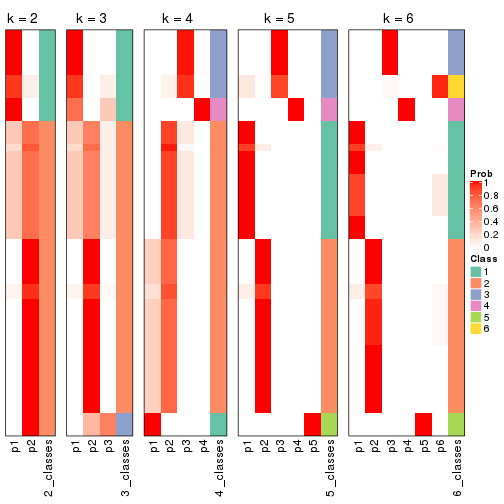 k = 2
k = 3
k = 4
k = 5
k = 6
Prob
1
0.8
0.6
0.4
0.2
0
Class
1
2
3
4
5
6
p1
p2
2_classes
p1
p2
p3
3_classes
p1
p2
p3
p4
4_classes
p1
p2
p3
p4
p5
5_classes
p1
p2
p3
p4
p5
p6
6_classes